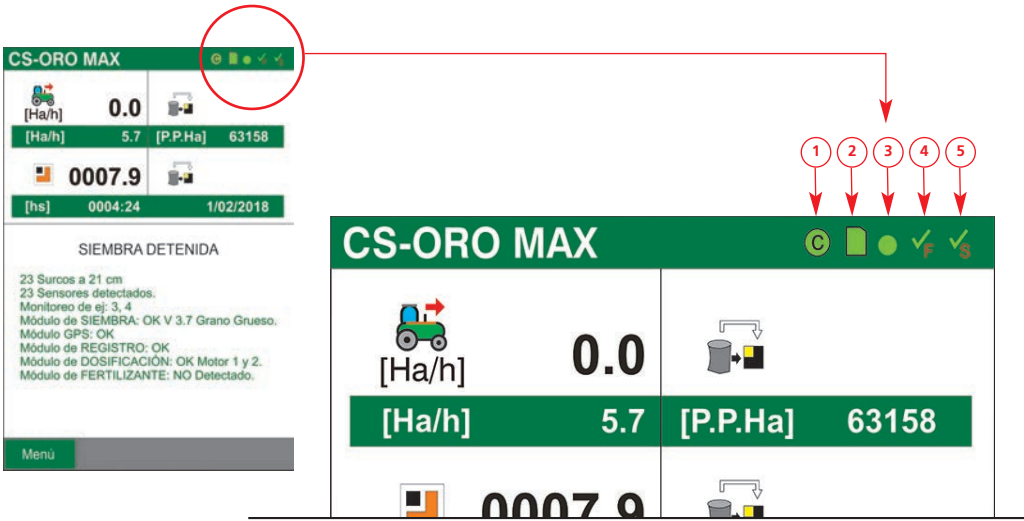 CS-ORO MAX
C
F
S
[Ha/h]
0.0
[Ha/h] 5.7 [P.P.Ha] 63158
0007.9
[hs] 0004:24 1/02/2018
SIEMBRA DETENIDA
23 Surcos a 21 cm
23 Sensores detectados.
Monitoreo de ej: 3, 4
Módulo de SIEMBRA: OK V 3.7 Grano Grueso.
Módulo GPS: OK
Módulo de REGISTRO: OK
Módulo de DOSIFICACIÓN: OK Motor 1 y 2.
Módulo de FERTILIZANTE: NO Detectado.
Menú
1 2 3 4 5
CS-ORO MAX
C
F
S
[Ha/h]
0.0
[Ha/h] 5.7 [P.P.Ha] 63158
0007.9